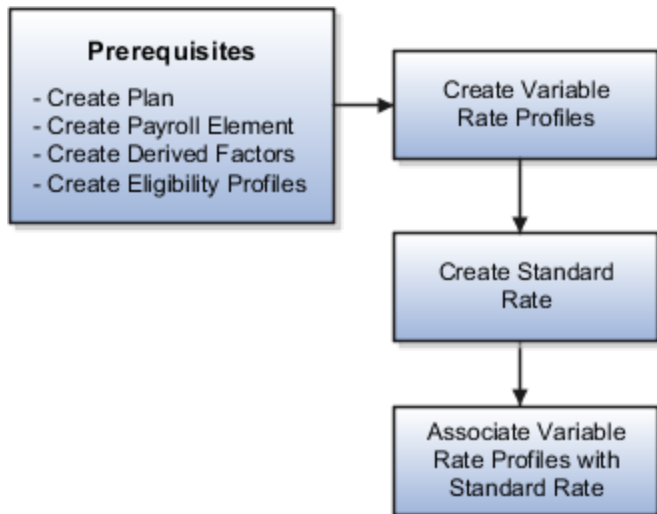 Prerequisites
- Create Plan
- Create Payroll Element
- Create Derived Factors
- Create Eligibility Profiles
Create Variable
Rate Profiles
Create Standard
Rate
Associate Variable
Rate Profiles with
Standard Rate